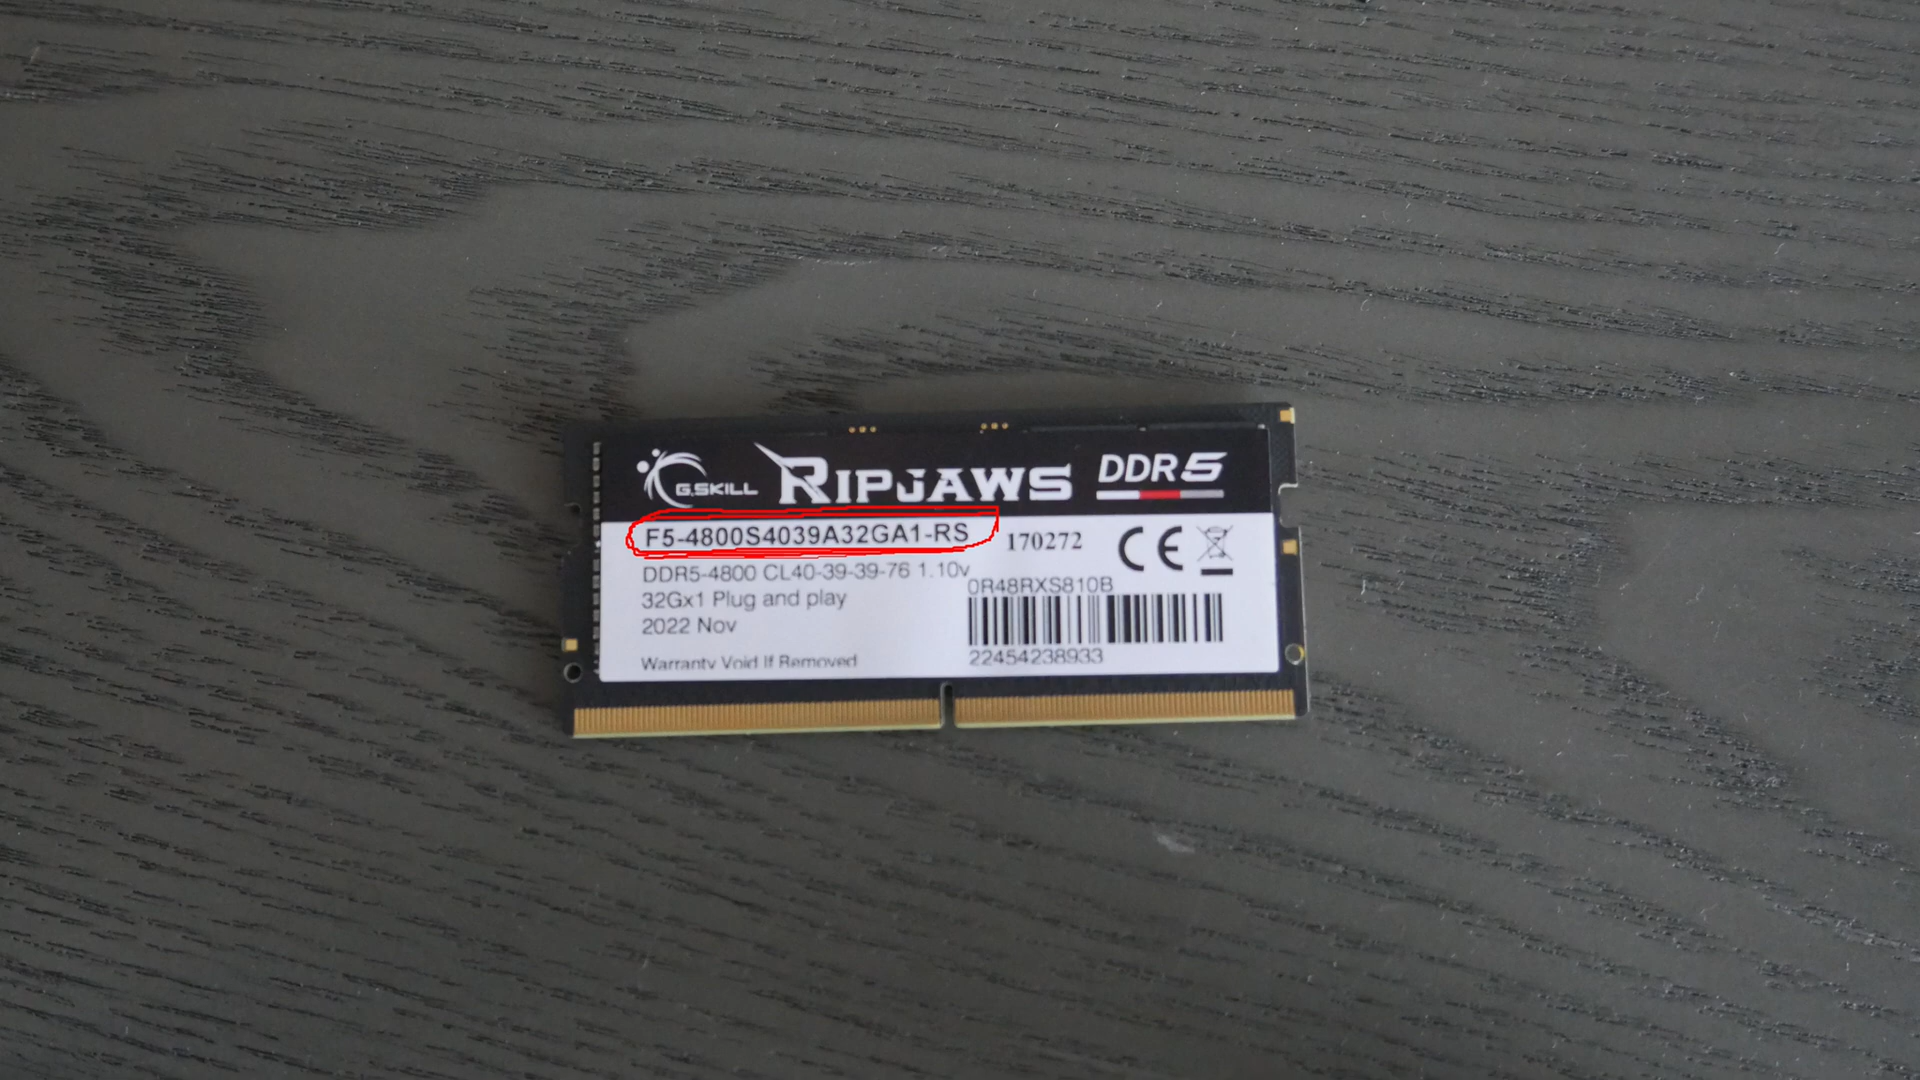 G.SKILL RIPJAWS DDR5
F5-4800S4039A32GA1-RS
170272
CE
DDR5-4800 CL40-39-39-76 1.10v
0R48RXS810B
32Gx1 Plug and play
2022 Nov
22454238933
Warranty Void If Removed